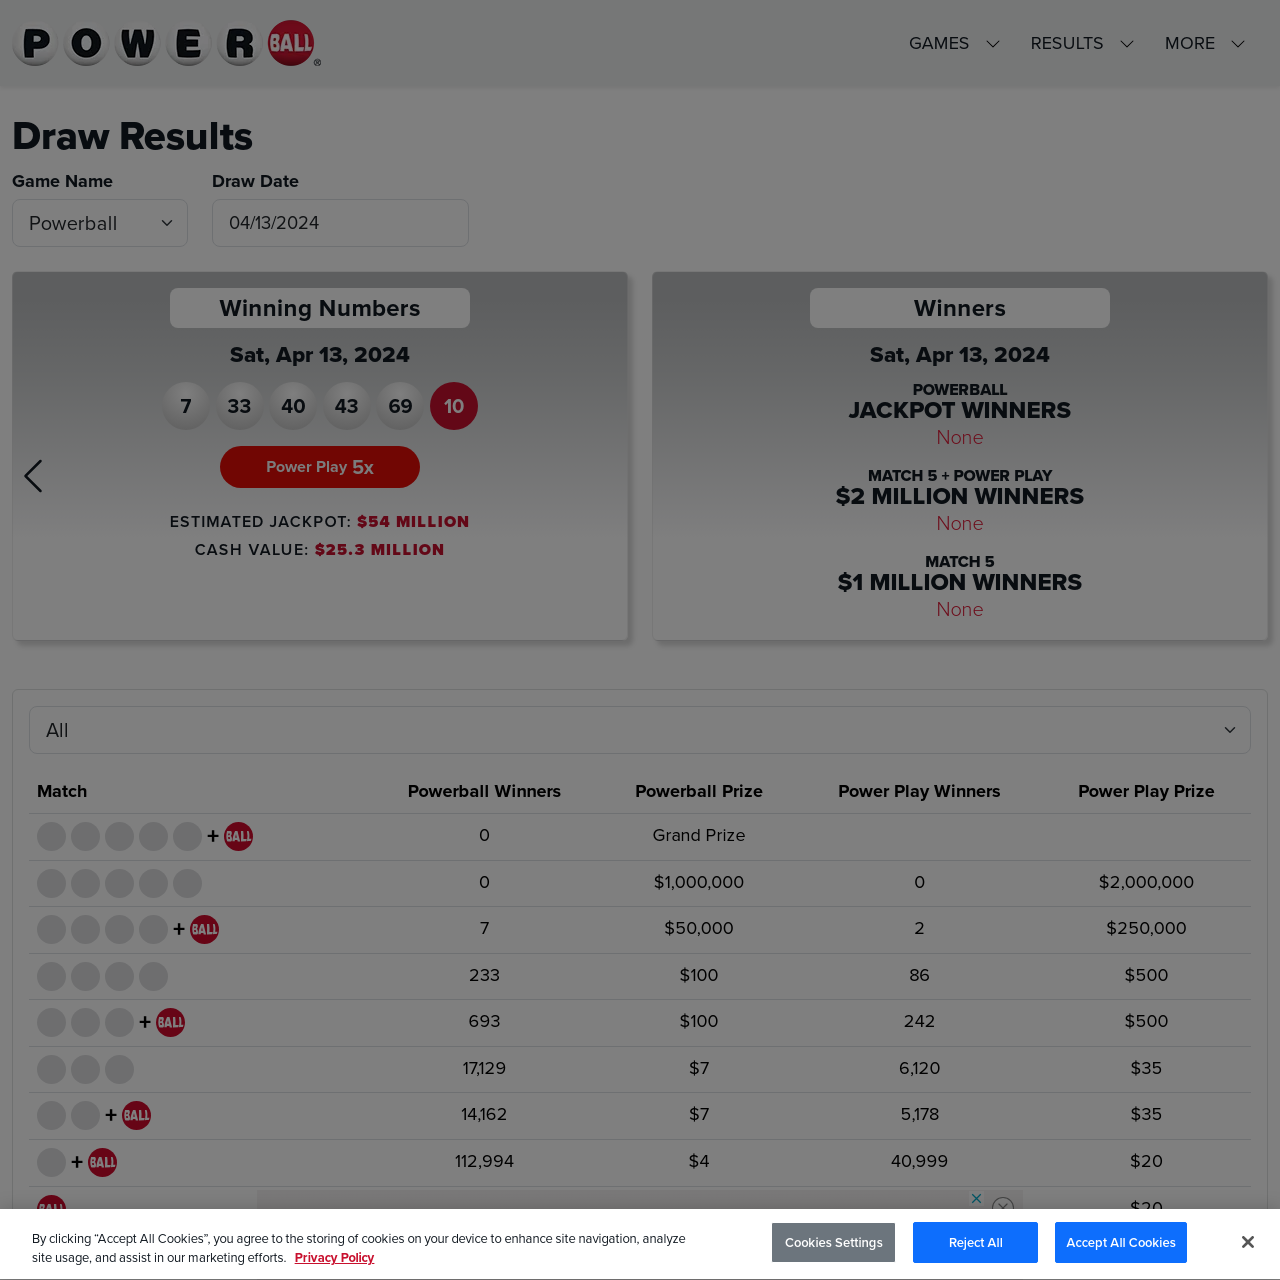 POWER BALL ®
GAMES RESULTS MORE
Draw Results
Game Name Draw Date
Powerball 04/13/2024
Winning Numbers
Sat, Apr 13, 2024
7 33 40 43 69 10
Power Play 5x
ESTIMATED JACKPOT: $54 MILLION
CASH VALUE: $25.3 MILLION
Winners
Sat, Apr 13, 2024
POWERBALL
JACKPOT WINNERS
None
MATCH 5 + POWER PLAY
$2 MILLION WINNERS
None
MATCH 5
$1 MILLION WINNERS
None
All
Match Powerball Winners Powerball Prize Power Play Winners Power Play Prize
+ BALL 0 Grand Prize
0 $1,000,000 0 $2,000,000
+ BALL 7 $50,000 2 $250,000
233 $100 86 $500
+ BALL 693 $100 242 $500
17,129 $7 6,120 $35
+ BALL 14,162 $7 5,178 $35
+ BALL 112,994 $4 40,999 $20
BALL $20
By clicking “Accept All Cookies”, you agree to the storing of cookies on your device to enhance site navigation, analyze
site usage, and assist in our marketing efforts. Privacy Policy
Cookies Settings Reject All Accept All Cookies